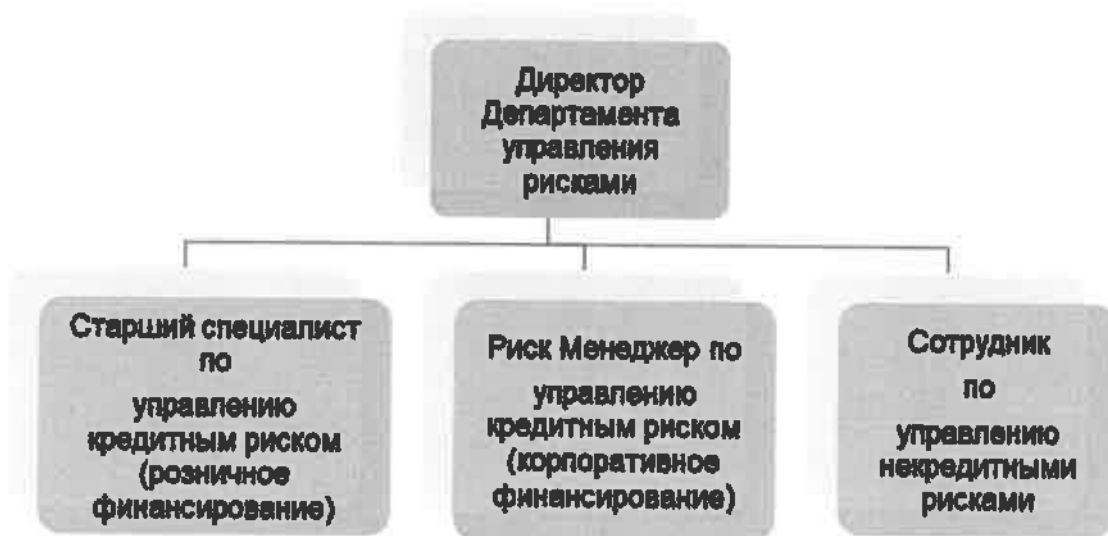 Директор
Департамента
управления
рисками
Старший специалист
по
управлению
кредитным риском
(розничное
финансирование)
Риск Менеджер по
управлению
кредитным риском
(корпоративное
финансирование)
Сотрудник
по
управлению
некредитными
рисками